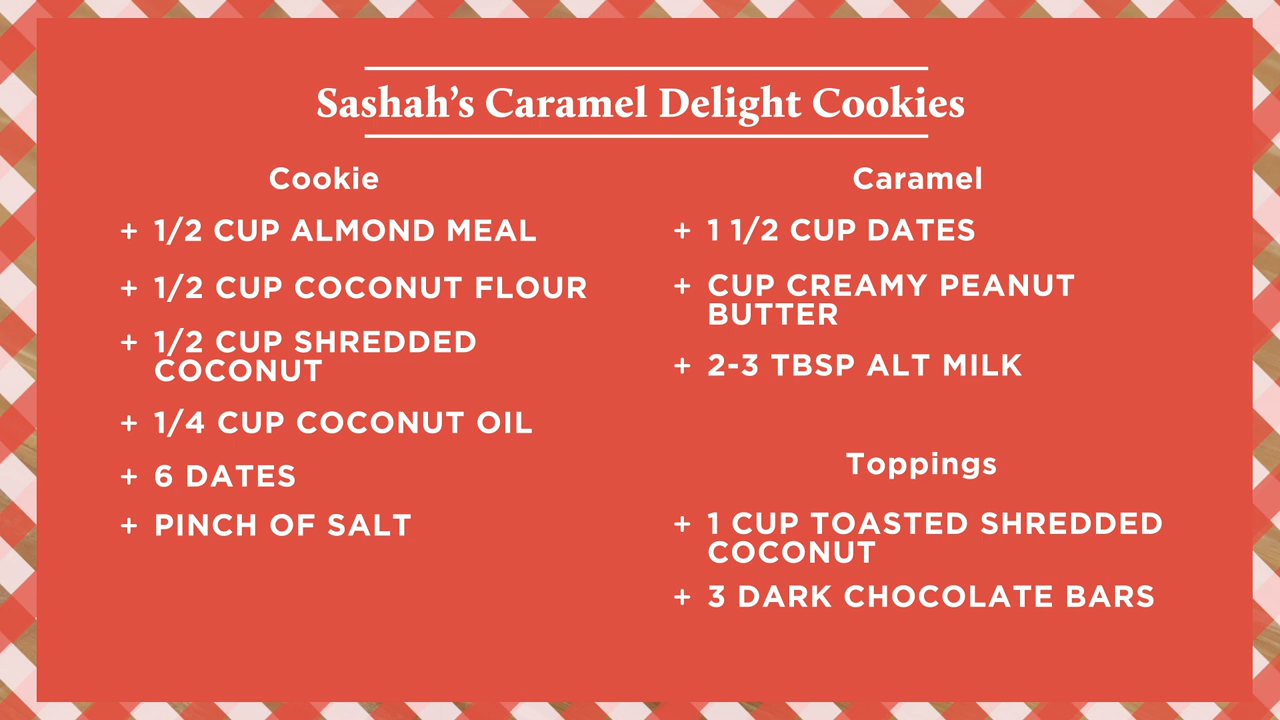 Sashah's Caramel Delight Cookies
Cookie
+ 1/2 CUP ALMOND MEAL
+ 1/2 CUP COCONUT FLOUR
+ 1/2 CUP SHREDDED
COCONUT
+ 1/4 CUP COCONUT OIL
+ 6 DATES
+ PINCH OF SALT
Caramel
+ 1 1/2 CUP DATES
+ CUP CREAMY PEANUT
BUTTER
+ 2-3 TBSP ALT MILK
Toppings
+ 1 CUP TOASTED SHREDDED
COCONUT
+ 3 DARK CHOCOLATE BARS